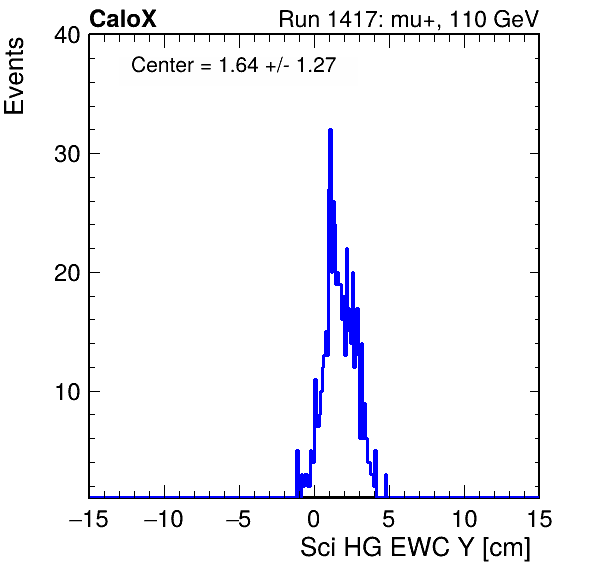 CaloX Run 1417: mu+, 110 GeV
Center = 1.64 +/- 1.27
Events
40
30
20
10
−15 −10 −5 0 5 10 15
Sci HG EWC Y [cm]